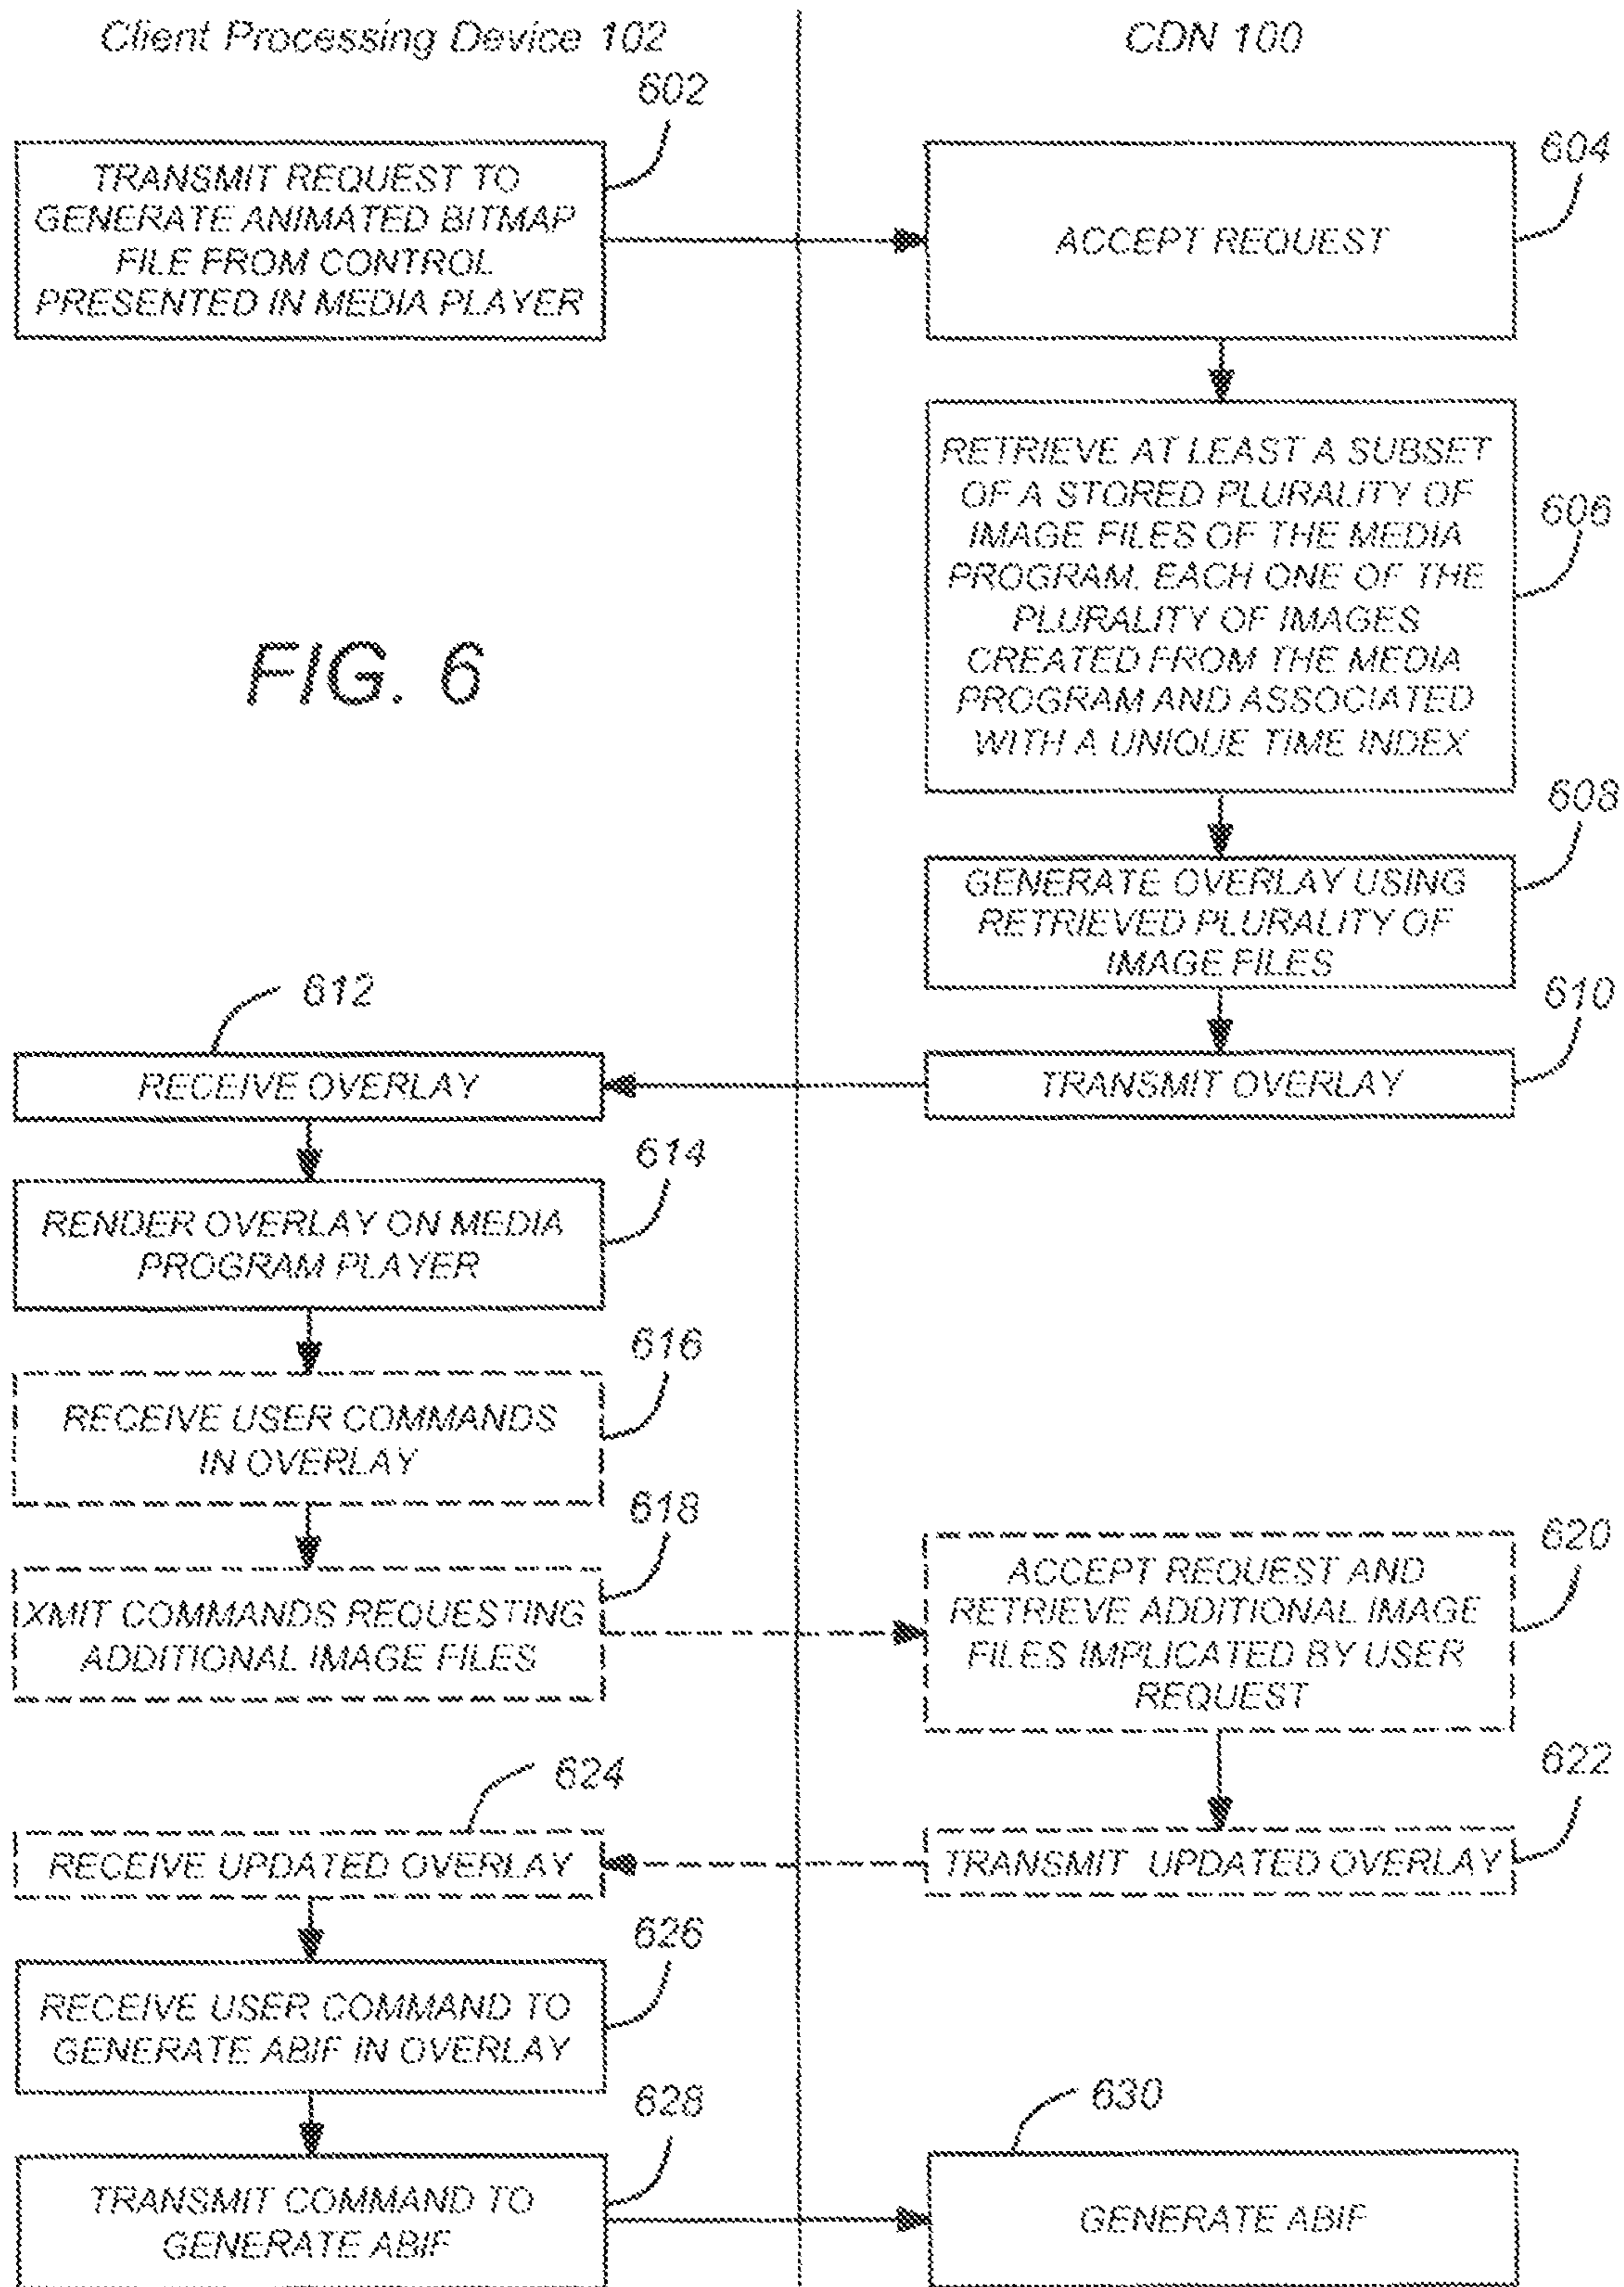 Client Processing Device 102
CDN 100
602
TRANSMIT REQUEST TO
GENERATE ANIMATED BITMAP
FILE FROM CONTROL
PRESENTED IN MEDIA PLAYER
604
ACCEPT REQUEST
606
RETRIEVE AT LEAST A SUBSET
OF A STORED PLURALITY OF
IMAGE FILES OF THE MEDIA
PROGRAM. EACH ONE OF THE
PLURALITY OF IMAGES
CREATED FROM THE MEDIA
PROGRAM AND ASSOCIATED
WITH A UNIQUE TIME INDEX
FIG. 6
608
GENERATE OVERLAY USING
RETRIEVED PLURALITY OF
IMAGE FILES
610
TRANSMIT OVERLAY
612
RECEIVE OVERLAY
614
RENDER OVERLAY ON MEDIA
PROGRAM PLAYER
616
RECEIVE USER COMMANDS
IN OVERLAY
618
XMIT COMMANDS REQUESTING
ADDITIONAL IMAGE FILES
620
ACCEPT REQUEST AND
RETRIEVE ADDITIONAL IMAGE
FILES IMPLICATED BY USER
REQUEST
622
TRANSMIT UPDATED OVERLAY
624
RECEIVE UPDATED OVERLAY
626
RECEIVE USER COMMAND TO
GENERATE ABIF IN OVERLAY
628
TRANSMIT COMMAND TO
GENERATE ABIF
630
GENERATE ABIF